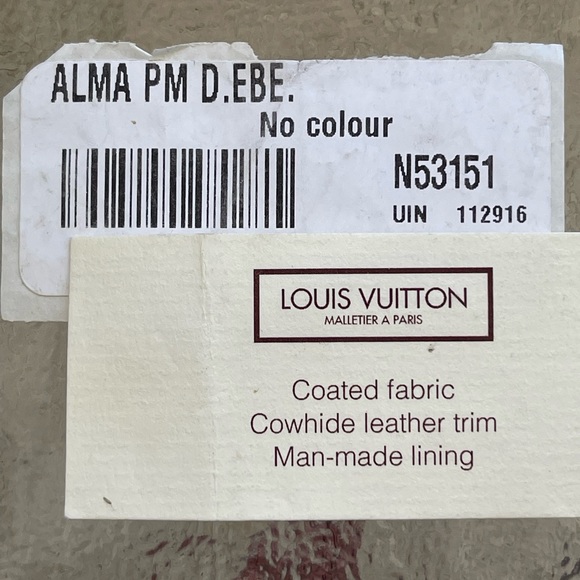 ALMA PM D.EBE.
No colour
N53151
UIN 112916
LOUIS VUITTON
MALLETIER A PARIS
Coated fabric
Cowhide leather trim
Man-made lining